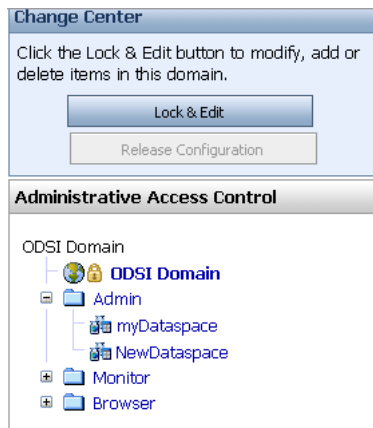 Change Center
Click the Lock & Edit button to modify, add or
delete items in this domain.
Lock & Edit
Release Configuration
Administrative Access Control
ODSI Domain
ODSI Domain
Admin
myDataspace
NewDataspace
Monitor
Browser